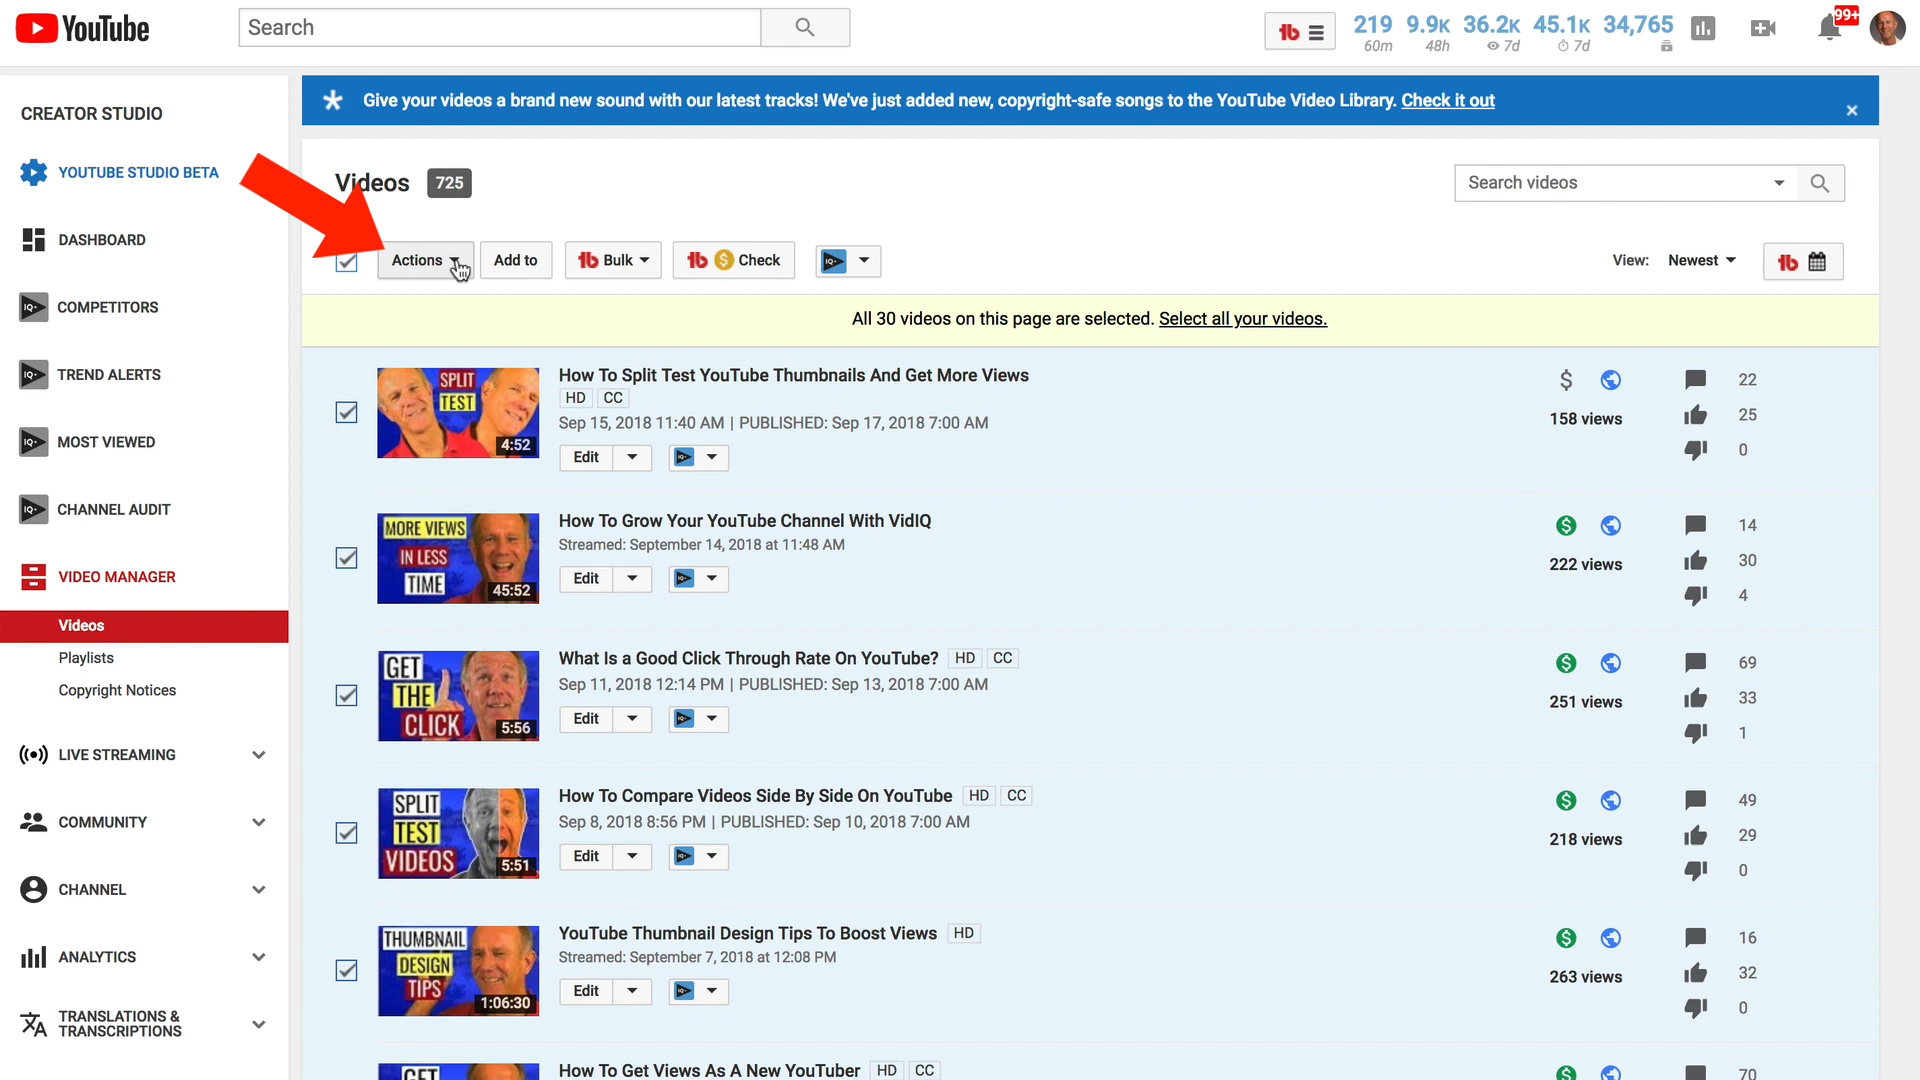 YouTube
Search
219 9.9K 36.2K 45.1K 34,765
60m 48h 7d 7d
99+
CREATOR STUDIO
YOUTUBE STUDIO BETA
DASHBOARD
COMPETITORS
TREND ALERTS
MOST VIEWED
CHANNEL AUDIT
VIDEO MANAGER
Videos
Playlists
Copyright Notices
LIVE STREAMING
COMMUNITY
CHANNEL
ANALYTICS
TRANSLATIONS &
TRANSCRIPTIONS
Give your videos a brand new sound with our latest tracks! We've just added new, copyright-safe songs to the YouTube Video Library. Check it out
Videos 725
Search videos
Actions Add to Bulk Check
View: Newest
All 30 videos on this page are selected. Select all your videos.
SPLIT
TEST
4:52
How To Split Test YouTube Thumbnails And Get More Views
HD CC
Sep 15, 2018 11:40 AM | PUBLISHED: Sep 17, 2018 7:00 AM
Edit
158 views
22
25
0
MORE VIEWS
IN LESS
TIME
45:52
How To Grow Your YouTube Channel With VidIQ
Streamed: September 14, 2018 at 11:48 AM
Edit
222 views
14
30
4
GET
THE
CLICK
5:56
What Is a Good Click Through Rate On YouTube? HD CC
Sep 11, 2018 12:14 PM | PUBLISHED: Sep 13, 2018 7:00 AM
Edit
251 views
69
33
1
SPLIT
TEST
VIDEOS
5:51
How To Compare Videos Side By Side On YouTube HD CC
Sep 8, 2018 8:56 PM | PUBLISHED: Sep 10, 2018 7:00 AM
Edit
218 views
49
29
0
THUMBNAIL
DESIGN
TIPS
1:06:30
YouTube Thumbnail Design Tips To Boost Views HD
Streamed: September 7, 2018 at 12:08 PM
Edit
263 views
16
32
0
GET
How To Get Views As A New YouTuber HD CC
70